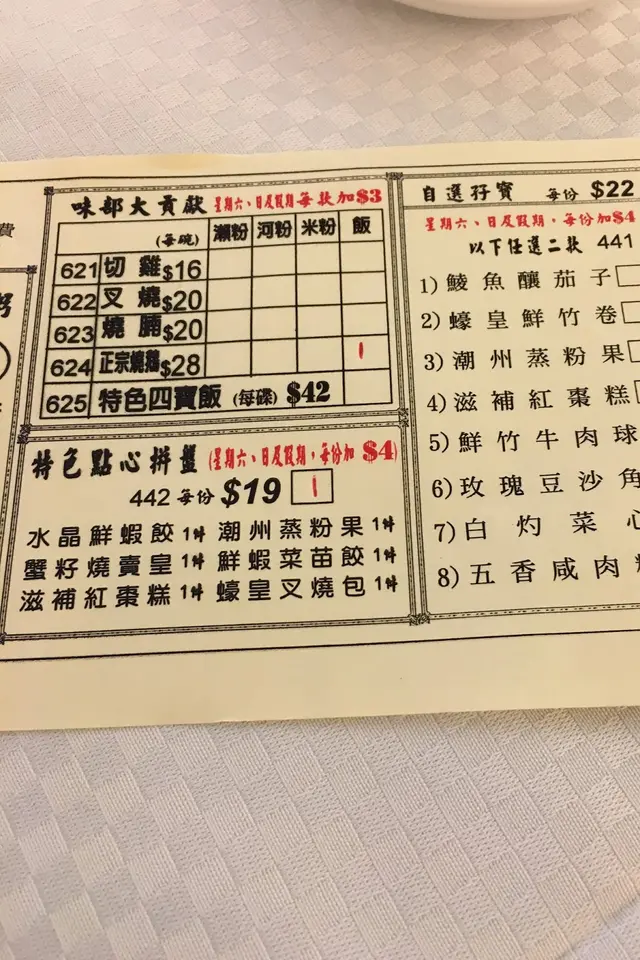 費
味部大貢獻 星期六、日及假期每款加$3
(每碗) 瀨粉 河粉 米粉 飯
621 切雞 $16
622 叉燒 $20
623 燒腩 $20
624 正宗燒鵝 $28 1
625 特色四寶飯 (每碟) $42
特色點心拼盤 (星期六、日及假期,每份加$4)
442 每份 $19 1
水晶鮮蝦餃 1件 潮州蒸粉果 1件
蟹籽燒賣皇 1件 鮮蝦菜苗餃 1件
滋補紅棗糕 1件 蠔皇叉燒包 1件
自選孖寶 每份 $22
星期六、日及假期,每份加$4
以下任選二款 441
1) 鯪魚釀茄子
2) 蠔皇鮮竹卷
3) 潮州蒸粉果
4) 滋補紅棗糕
5) 鮮竹牛肉球
6) 玫瑰豆沙角
7) 白灼菜心
8) 五香咸肉